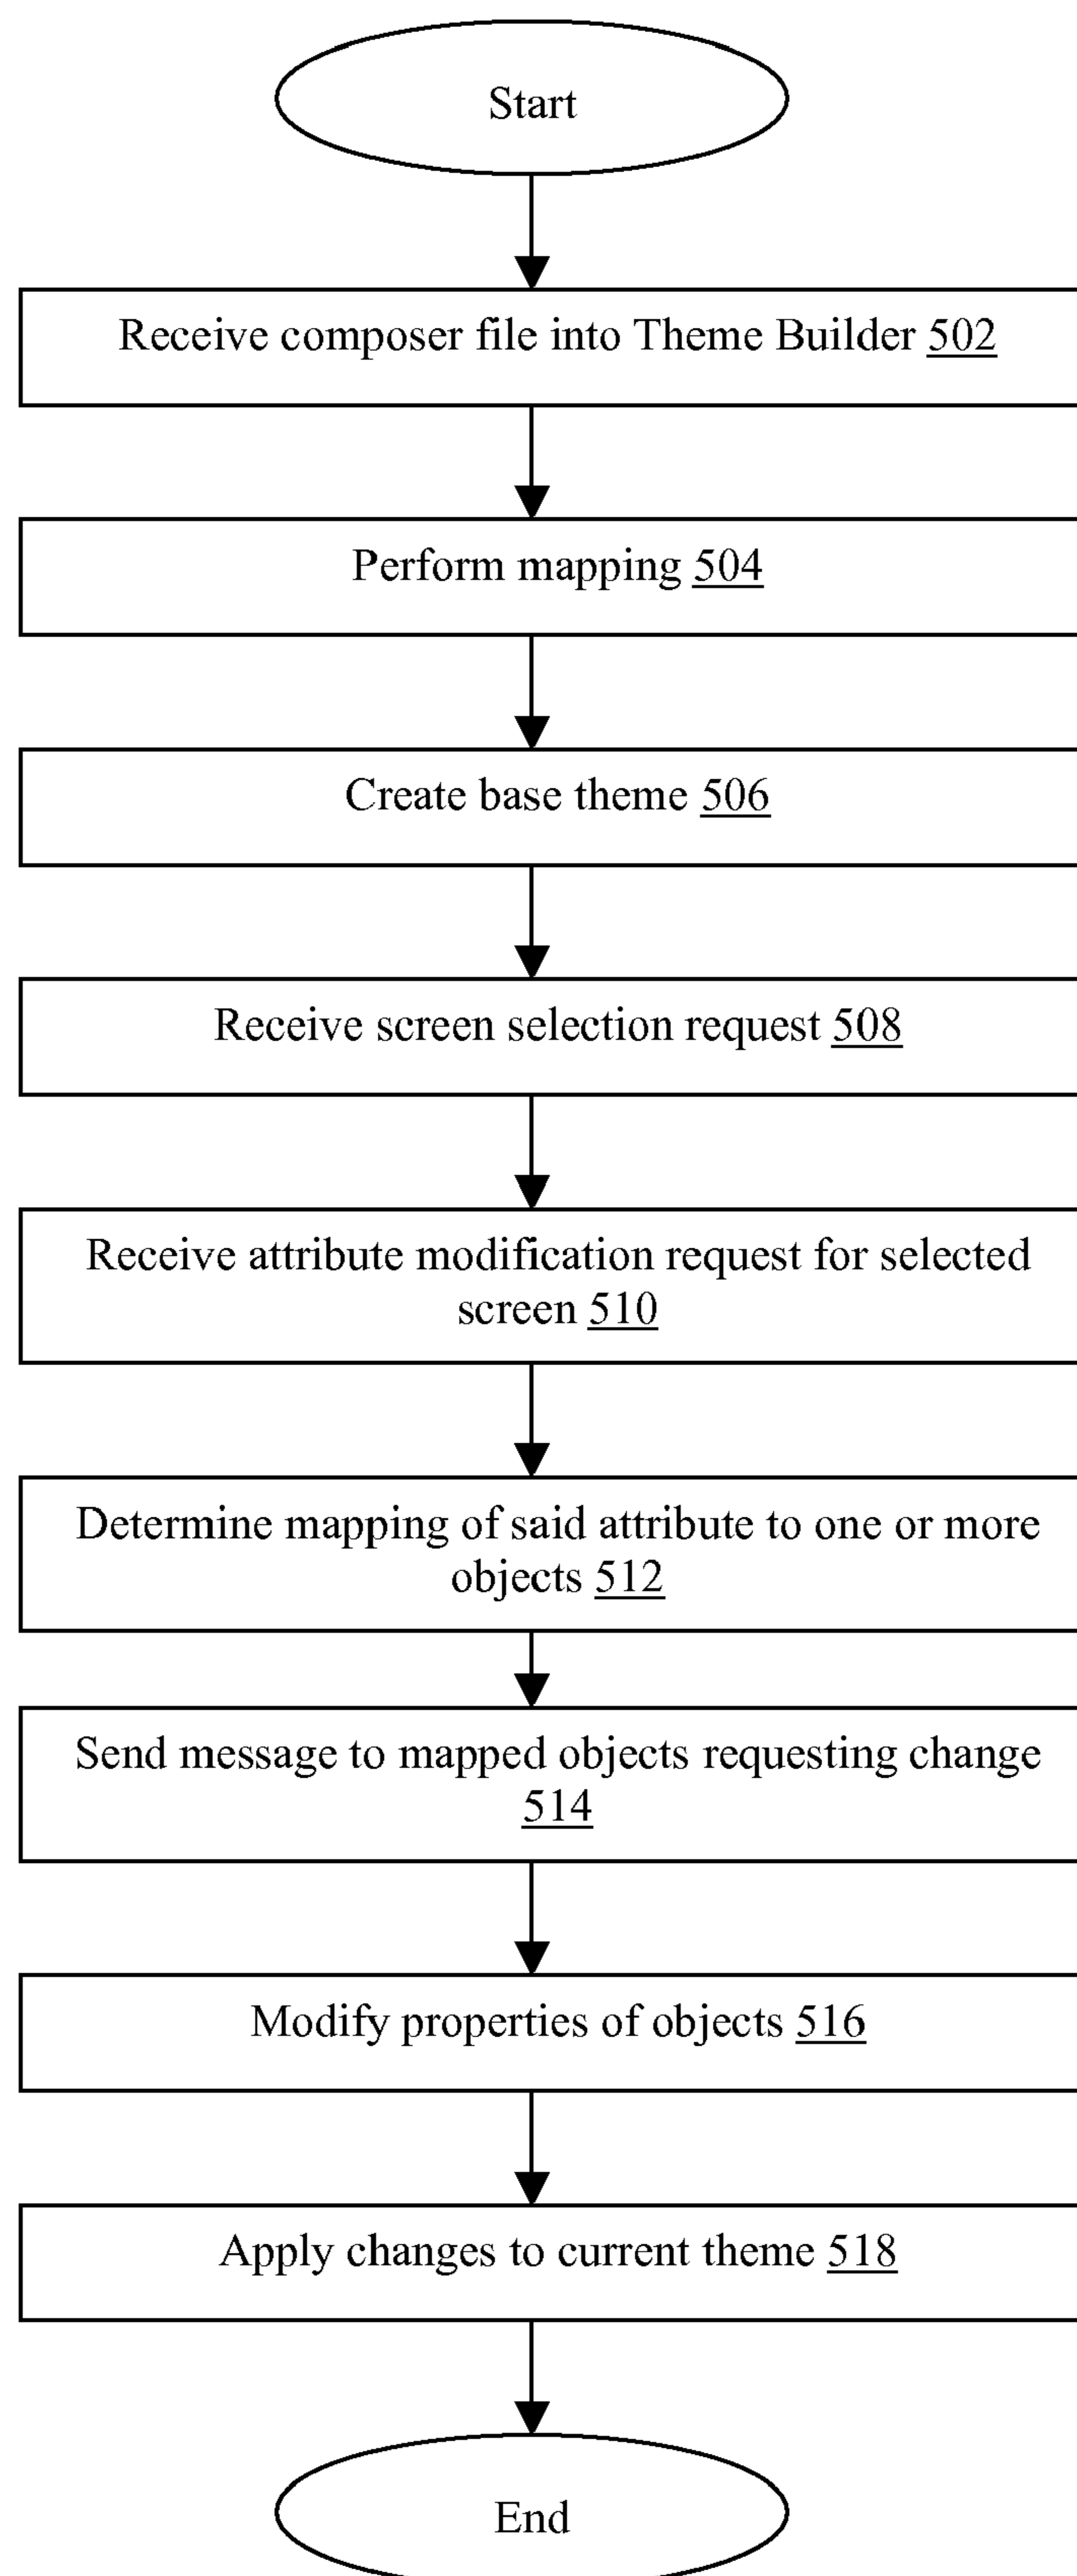 Start
Receive composer file into Theme Builder 502
Perform mapping 504
Create base theme 506
Receive screen selection request 508
Receive attribute modification request for selected
screen 510
Determine mapping of said attribute to one or more
objects 512
Send message to mapped objects requesting change
514
Modify properties of objects 516
Apply changes to current theme 518
End